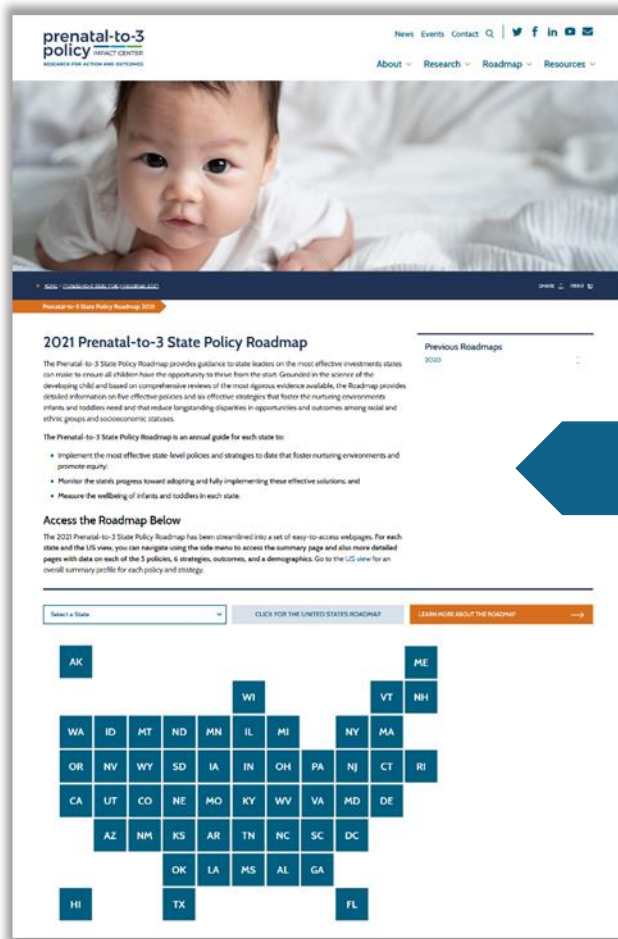 prenatal-to-3
policy IMPACT CENTER
RESEARCH FOR ACTION AND OUTCOMES
News Events Contact
About Research Roadmap Resources
HOME > Prenatal-to-3 State Policy Roadmap 2021
SHARE PRINT
Prenatal-to-3 State Policy Roadmap 2021
2021 Prenatal-to-3 State Policy Roadmap
The Prenatal-to-3 State Policy Roadmap provides guidance to state leaders on the most effective investments states
can make to ensure all children have the opportunity to thrive from the start. Grounded in the science of the
developing child and based on comprehensive reviews of the most rigorous evidence available, the Roadmap provides
detailed information on five effective policies and six effective strategies that foster the nurturing environments
infants and toddlers need and that reduce longstanding disparities in opportunities and outcomes among racial and
ethnic groups and socioeconomic statuses.
The Prenatal-to-3 State Policy Roadmap is an annual guide for each state to:
• Implement the most effective state-level policies and strategies to date that foster nurturing environments and
promote equity;
• Monitor the state's progress toward adopting and fully implementing these effective solutions; and
• Measure the wellbeing of infants and toddlers in each state.
Previous Roadmaps
2020
Access the Roadmap Below
The 2021 Prenatal-to-3 State Policy Roadmap has been streamlined into a set of easy-to-access webpages. For each
state and the US view, you can navigate using the side menu to access the summary page and also more detailed
pages with data on each of the 5 policies, 6 strategies, outcomes, and a demographics. Go to the US view for an
overall summary profile for each policy and strategy.
Select a State
CLICK FOR THE UNITED STATES ROADMAP
LEARN MORE ABOUT THE ROADMAP
AK ME
WI VT NH
WA ID MT ND MN IL MI NY MA
OR NV WY SD IA IN OH PA NJ CT RI
CA UT CO NE MO KY WV VA MD DE
AZ NM KS AR TN NC SC DC
OK LA MS AL GA
HI TX FL